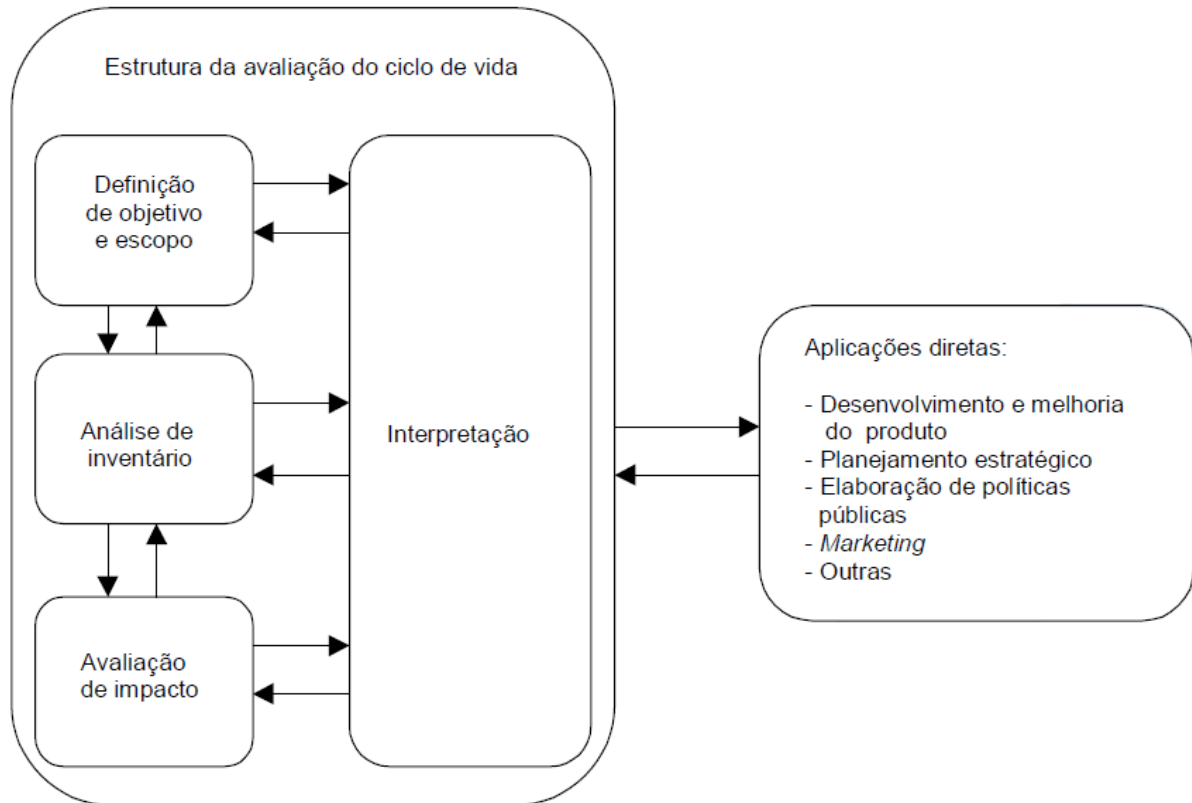 Estrutura da avaliação do ciclo de vida
Definição
de objetivo
e escopo
Análise de
inventário
Avaliação
de impacto
Interpretação
Aplicações diretas:
- Desenvolvimento e melhoria
do produto
- Planejamento estratégico
- Elaboração de políticas
públicas
- Marketing
- Outras